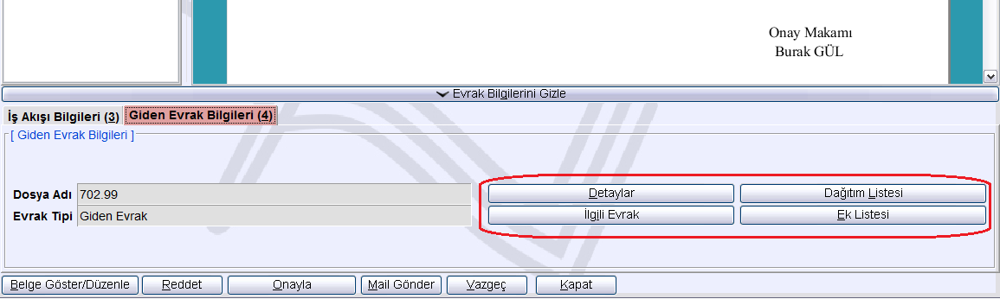 Onay Makamı
Burak GÜL
Evrak Bilgilerini Gizle
İş Akışı Bilgileri (3) Giden Evrak Bilgileri (4)
[ Giden Evrak Bilgileri ]
Dosya Adı 702.99 Detaylar Dağıtım Listesi
Evrak Tipi Giden Evrak İlgili Evrak Ek Listesi
Belge Göster/Düzenle Reddet Onayla Mail Gönder Vazgeç Kapat